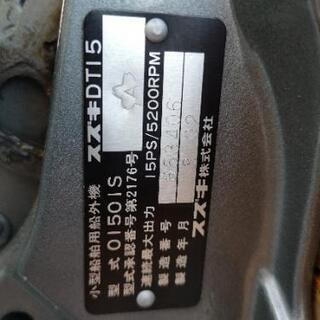 スズキDT15
小型船舶用船外機
型式 01501S
型式承認番号第2176号
連続最大出力 15PS/5200RPM
製造番号
製造年月
スズキ株式会社